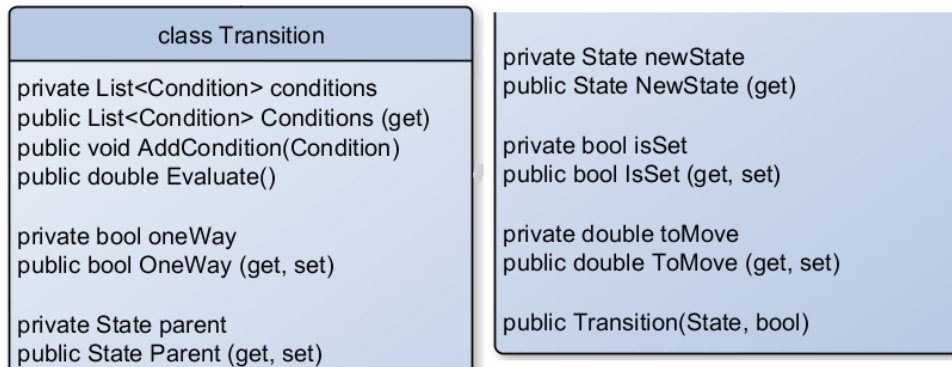 class Transition
private List<Condition> conditions
public List<Condition> Conditions (get)
public void AddCondition(Condition)
public double Evaluate()
private bool oneWay
public bool OneWay (get, set)
private State parent
public State Parent (get, set)
private State newState
public State NewState (get)
private bool isSet
public bool IsSet (get, set)
private double toMove
public double ToMove (get, set)
public Transition(State, bool)